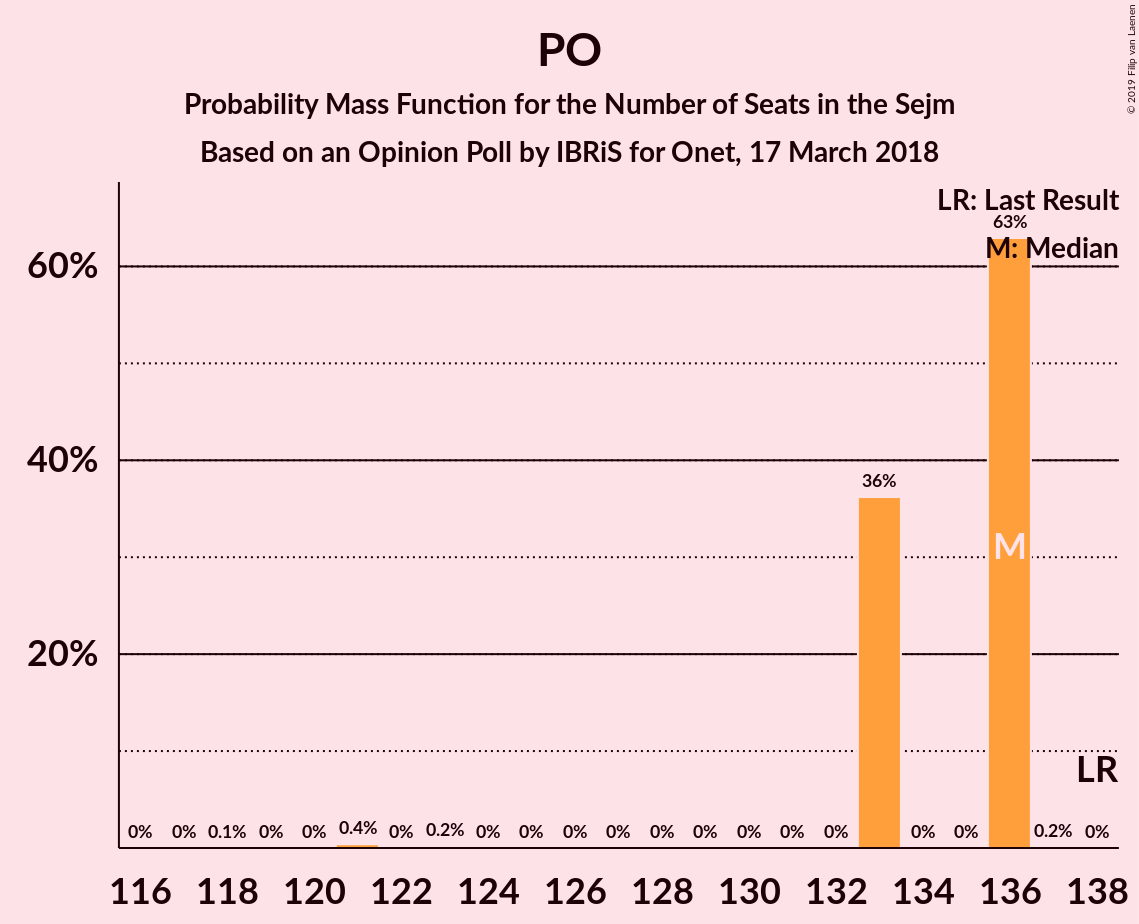 PO
Probability Mass Function for the Number of Seats in the Sejm
Based on an Opinion Poll by IBRiS for Onet, 17 March 2018
© 2019 Filip van Laenen
LR: Last Result
63%
M: Median
60%
40%
36%
M
20%
LR
0% 0% 0.1% 0% 0% 0.4% 0% 0.2% 0% 0% 0% 0% 0% 0% 0% 0% 0% 0% 0% 0.2% 0%
116 118 120 122 124 126 128 130 132 134 136 138